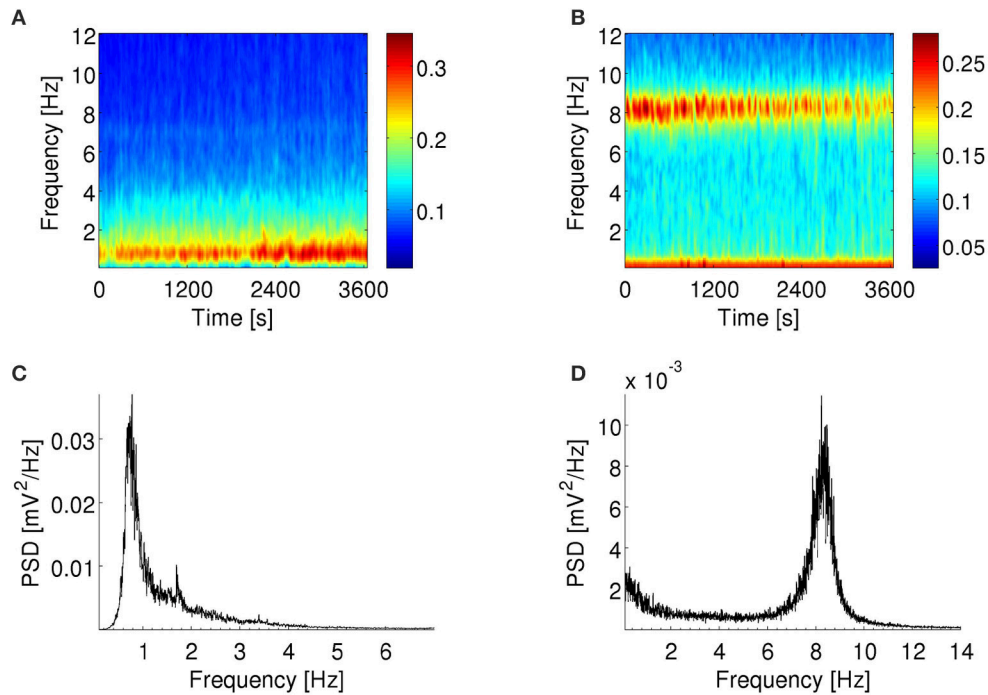 A
12
10
8
6
4
2
Frequency [Hz]
0 1200 2400 3600
Time [s]
0.3
0.2
0.1
B
12
10
8
6
4
2
Frequency [Hz]
0 1200 2400 3600
Time [s]
0.25
0.2
0.15
0.1
0.05
C
0.03
0.02
0.01
PSD [mV²/Hz]
1 2 3 4 5 6
Frequency [Hz]
D
x 10⁻³
10
8
6
4
2
PSD [mV²/Hz]
2 4 6 8 10 12 14
Frequency [Hz]